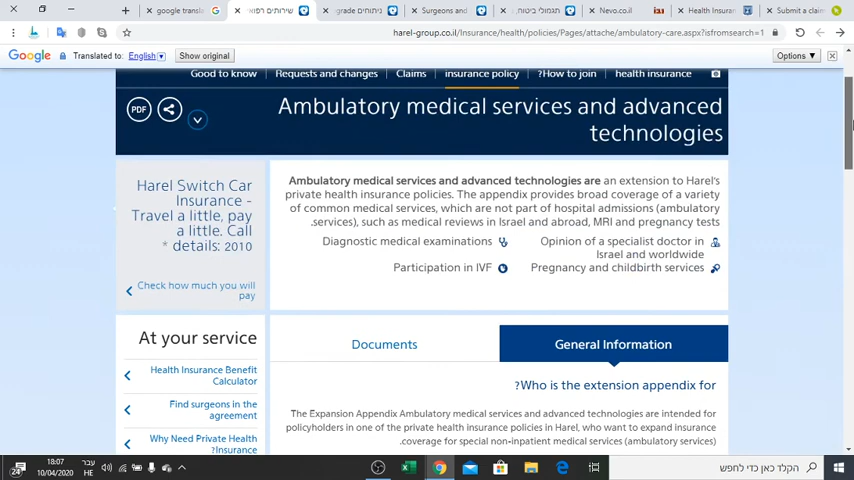 google transl
שירותים רפואי
ניתוחים grade
Surgeons and
תגמולי ביטוח...
Nevo.co.il
Health Insurar
Submit a claim
harel-group.co.il/Insurance/health/policies/Pages/attache/ambulatory-care.aspx?isfromsearch=1
Google Translated to: English Show original Options ▼
Good to know Requests and changes Claims insurance policy ?How to join health insurance
PDF
Ambulatory medical services and advanced
technologies
Harel Switch Car
Insurance -
Travel a little, pay
a little. Call
* details: 2010
Check how much you will
pay
Ambulatory medical services and advanced technologies are an extension to Harel's
private health insurance policies. The appendix provides broad coverage of a variety
of common medical services, which are not part of hospital admissions (ambulatory
.services), such as medical reviews in Israel and abroad, MRI and pregnancy tests
Diagnostic medical examinations
Opinion of a specialist doctor in
Israel and worldwide
Participation in IVF
Pregnancy and childbirth services
At your service
Health Insurance Benefit
Calculator
Find surgeons in the
agreement
Why Need Private Health
?Insurance
Documents
General Information
?Who is the extension appendix for
The Expansion Appendix Ambulatory medical services and advanced technologies are intended for
policyholders in one of the private health insurance policies in Harel, who want to expand insurance
.coverage for special non-inpatient medical services (ambulatory services)
24
18:07
10/04/2020
עבר
HE
הקלד כאן כדי לחפש